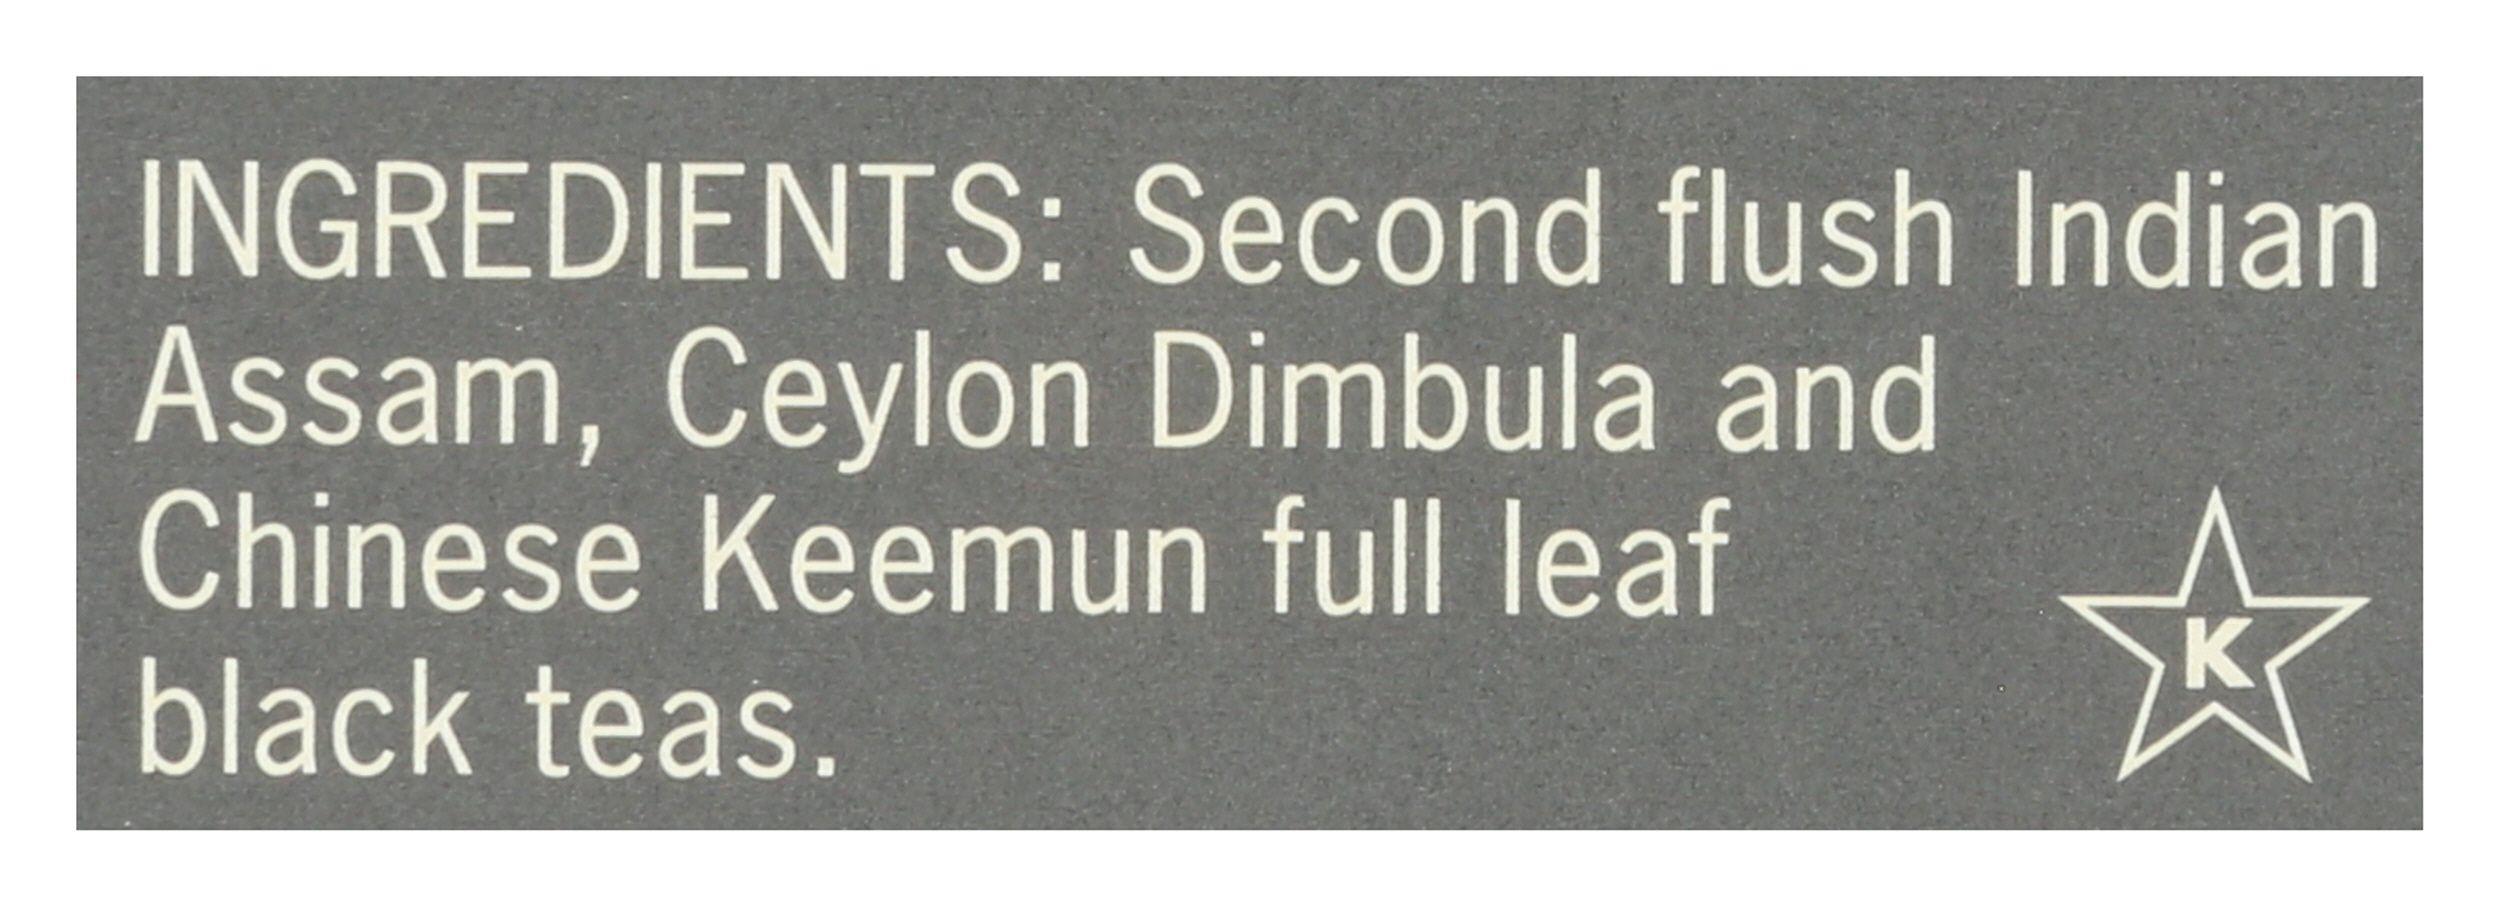 INGREDIENTS: Second flush Indian
Assam, Ceylon Dimbula and
Chinese Keemun full leaf
black teas.
K